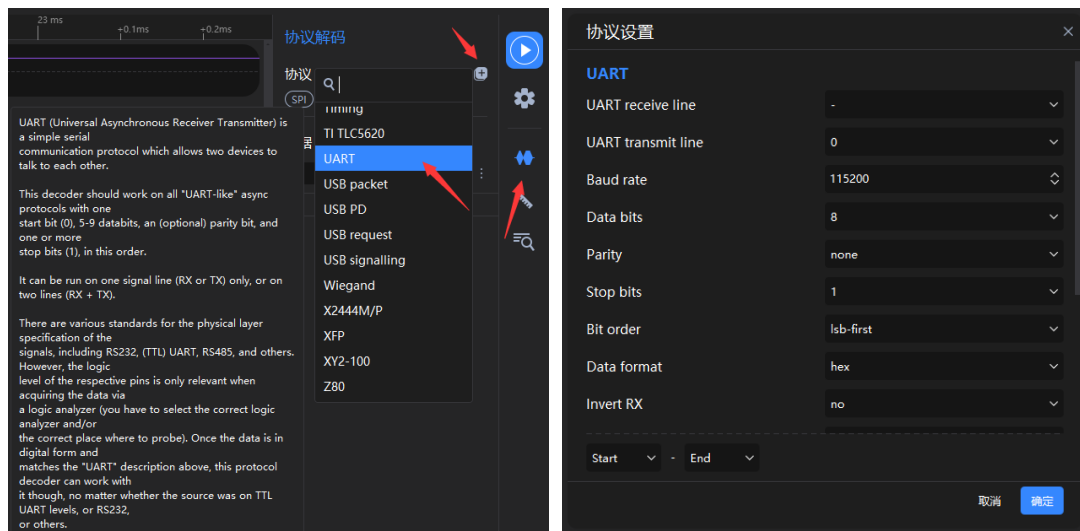 23 ms
+0.1ms
+0.2ms
协议解码
协议
SPI
Timing
TI TLC5620
UART
USB packet
USB PD
USB request
USB signalling
Wiegand
X2444M/P
XFP
XY2-100
Z80
据
UART (Universal Asynchronous Receiver Transmitter) is
a simple serial
communication protocol which allows two devices to
talk to each other.
This decoder should work on all "UART-like" async
protocols with one
start bit (0), 5-9 databits, an (optional) parity bit, and
one or more
stop bits (1), in this order.
It can be run on one signal line (RX or TX) only, or on
two lines (RX + TX).
There are various standards for the physical layer
specification of the
signals, including RS232, (TTL) UART, RS485, and others.
However, the logic
level of the respective pins is only relevant when
acquiring the data via
a logic analyzer (you have to select the correct logic
analyzer and/or
the correct place where to probe). Once the data is in
digital form and
matches the "UART" description above, this protocol
decoder can work with
it though, no matter whether the source was on TTL
UART levels, or RS232,
or others.
协议设置
UART
UART receive line -
UART transmit line 0
Baud rate 115200
Data bits 8
Parity none
Stop bits 1
Bit order lsb-first
Data format hex
Invert RX no
Start - End
取消 确定